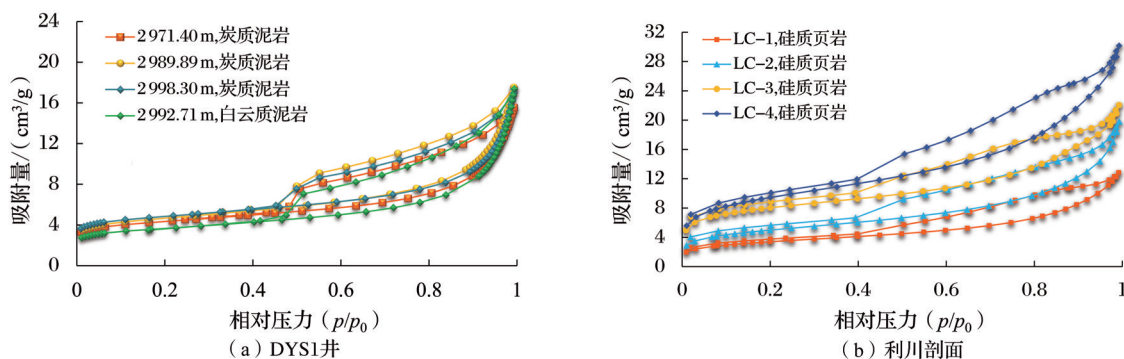 24
20
16
12
8
4
0
吸附量/(cm³/g)
2 971.40 m,炭质泥岩
2 989.89 m,炭质泥岩
2 998.30 m,炭质泥岩
2 992.71 m,白云质泥岩
0 0.2 0.4 0.6 0.8 1
相对压力(p/p₀)
(a)DYS1井
32
28
24
20
16
12
8
4
0
吸附量/(cm³/g)
LC-1,硅质页岩
LC-2,硅质页岩
LC-3,硅质页岩
LC-4,硅质页岩
0 0.2 0.4 0.6 0.8 1
相对压力(p/p₀)
(b)利川剖面